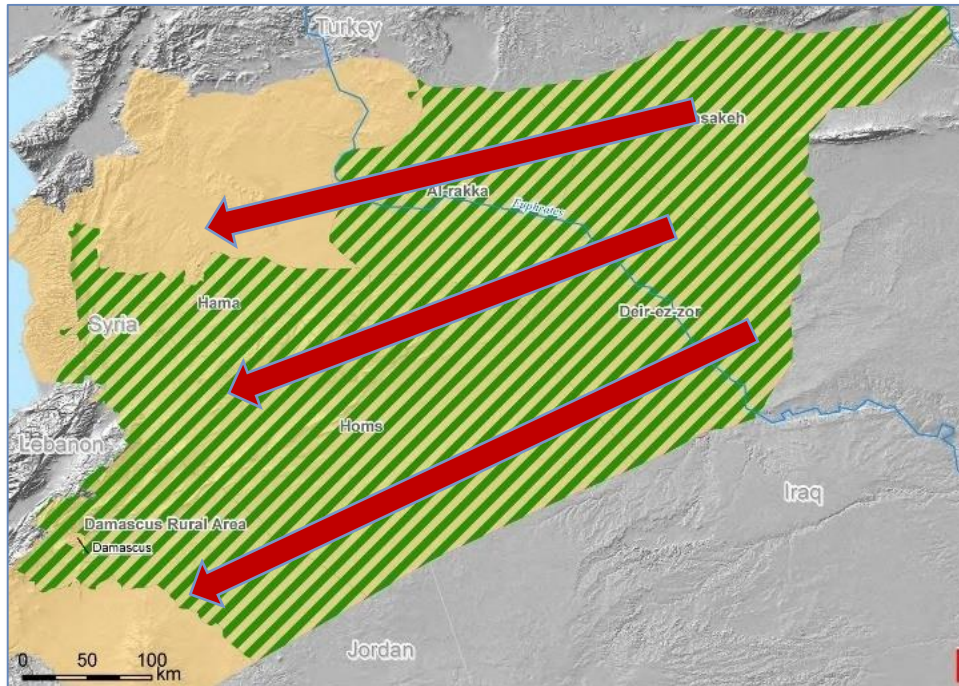 Turkey
asakeh
Al-rakka
Euphrates
Hama
Syria
Deir-ez-zor
Homs
Lebanon
Iraq
Damascus Rural Area
Damascus
Jordan
0 50 100
km